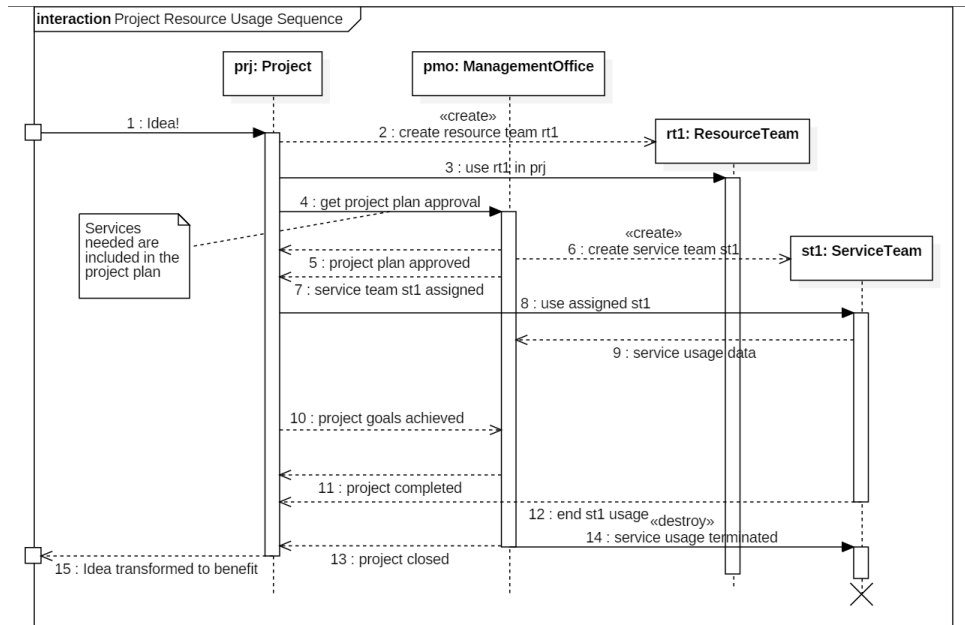 interaction Project Resource Usage Sequence
prj: Project
pmo: ManagementOffice
1 : Idea!
«create»
2 : create resource team rt1
rt1: ResourceTeam
3 : use rt1 in prj
4 : get project plan approval
Services
needed are
included in the
project plan
«create»
6 : create service team st1
st1: ServiceTeam
5 : project plan approved
7 : service team st1 assigned
8 : use assigned st1
9 : service usage data
10 : project goals achieved
11 : project completed
12 : end st1 usage
«destroy»
14 : service usage terminated
13 : project closed
15 : Idea transformed to benefit